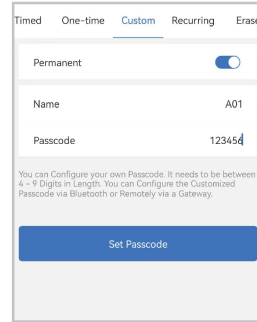 Timed One-time Custom Recurring Erase
Permanent
Name A01
Passcode 123456
You can Configure your own Passcode. It needs to be between
4 – 9 Digits in Length. You can Configure the Customized
Passcode via Bluetooth or Remotely via a Gateway.
Set Passcode